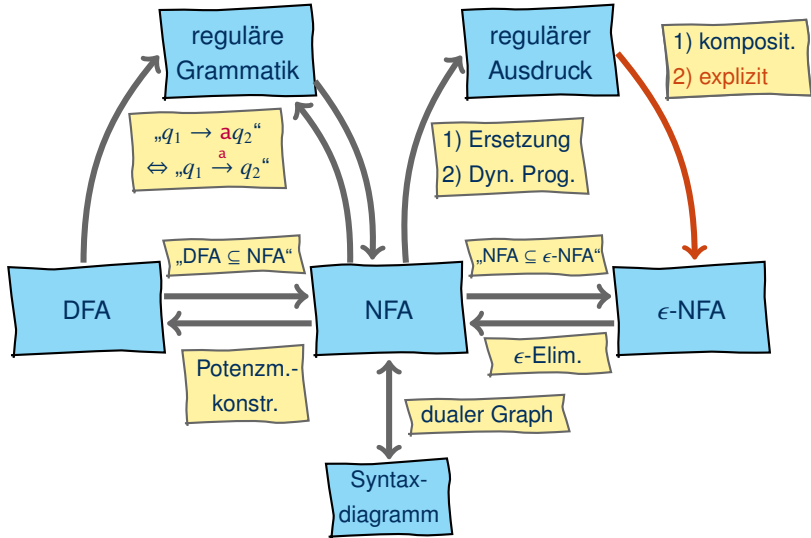 reguläre
Grammatik
regulärer
Ausdruck
1) komposit.
2) explizit
„q₁ → aq₂“
a
⇔ „q₁ → q₂“
1) Ersetzung
2) Dyn. Prog.
„DFA ⊆ NFA“
„NFA ⊆ ϵ-NFA“
DFA
NFA
ϵ-NFA
Potenzm.-
konstr.
ϵ-Elim.
dualer Graph
Syntax-
diagramm